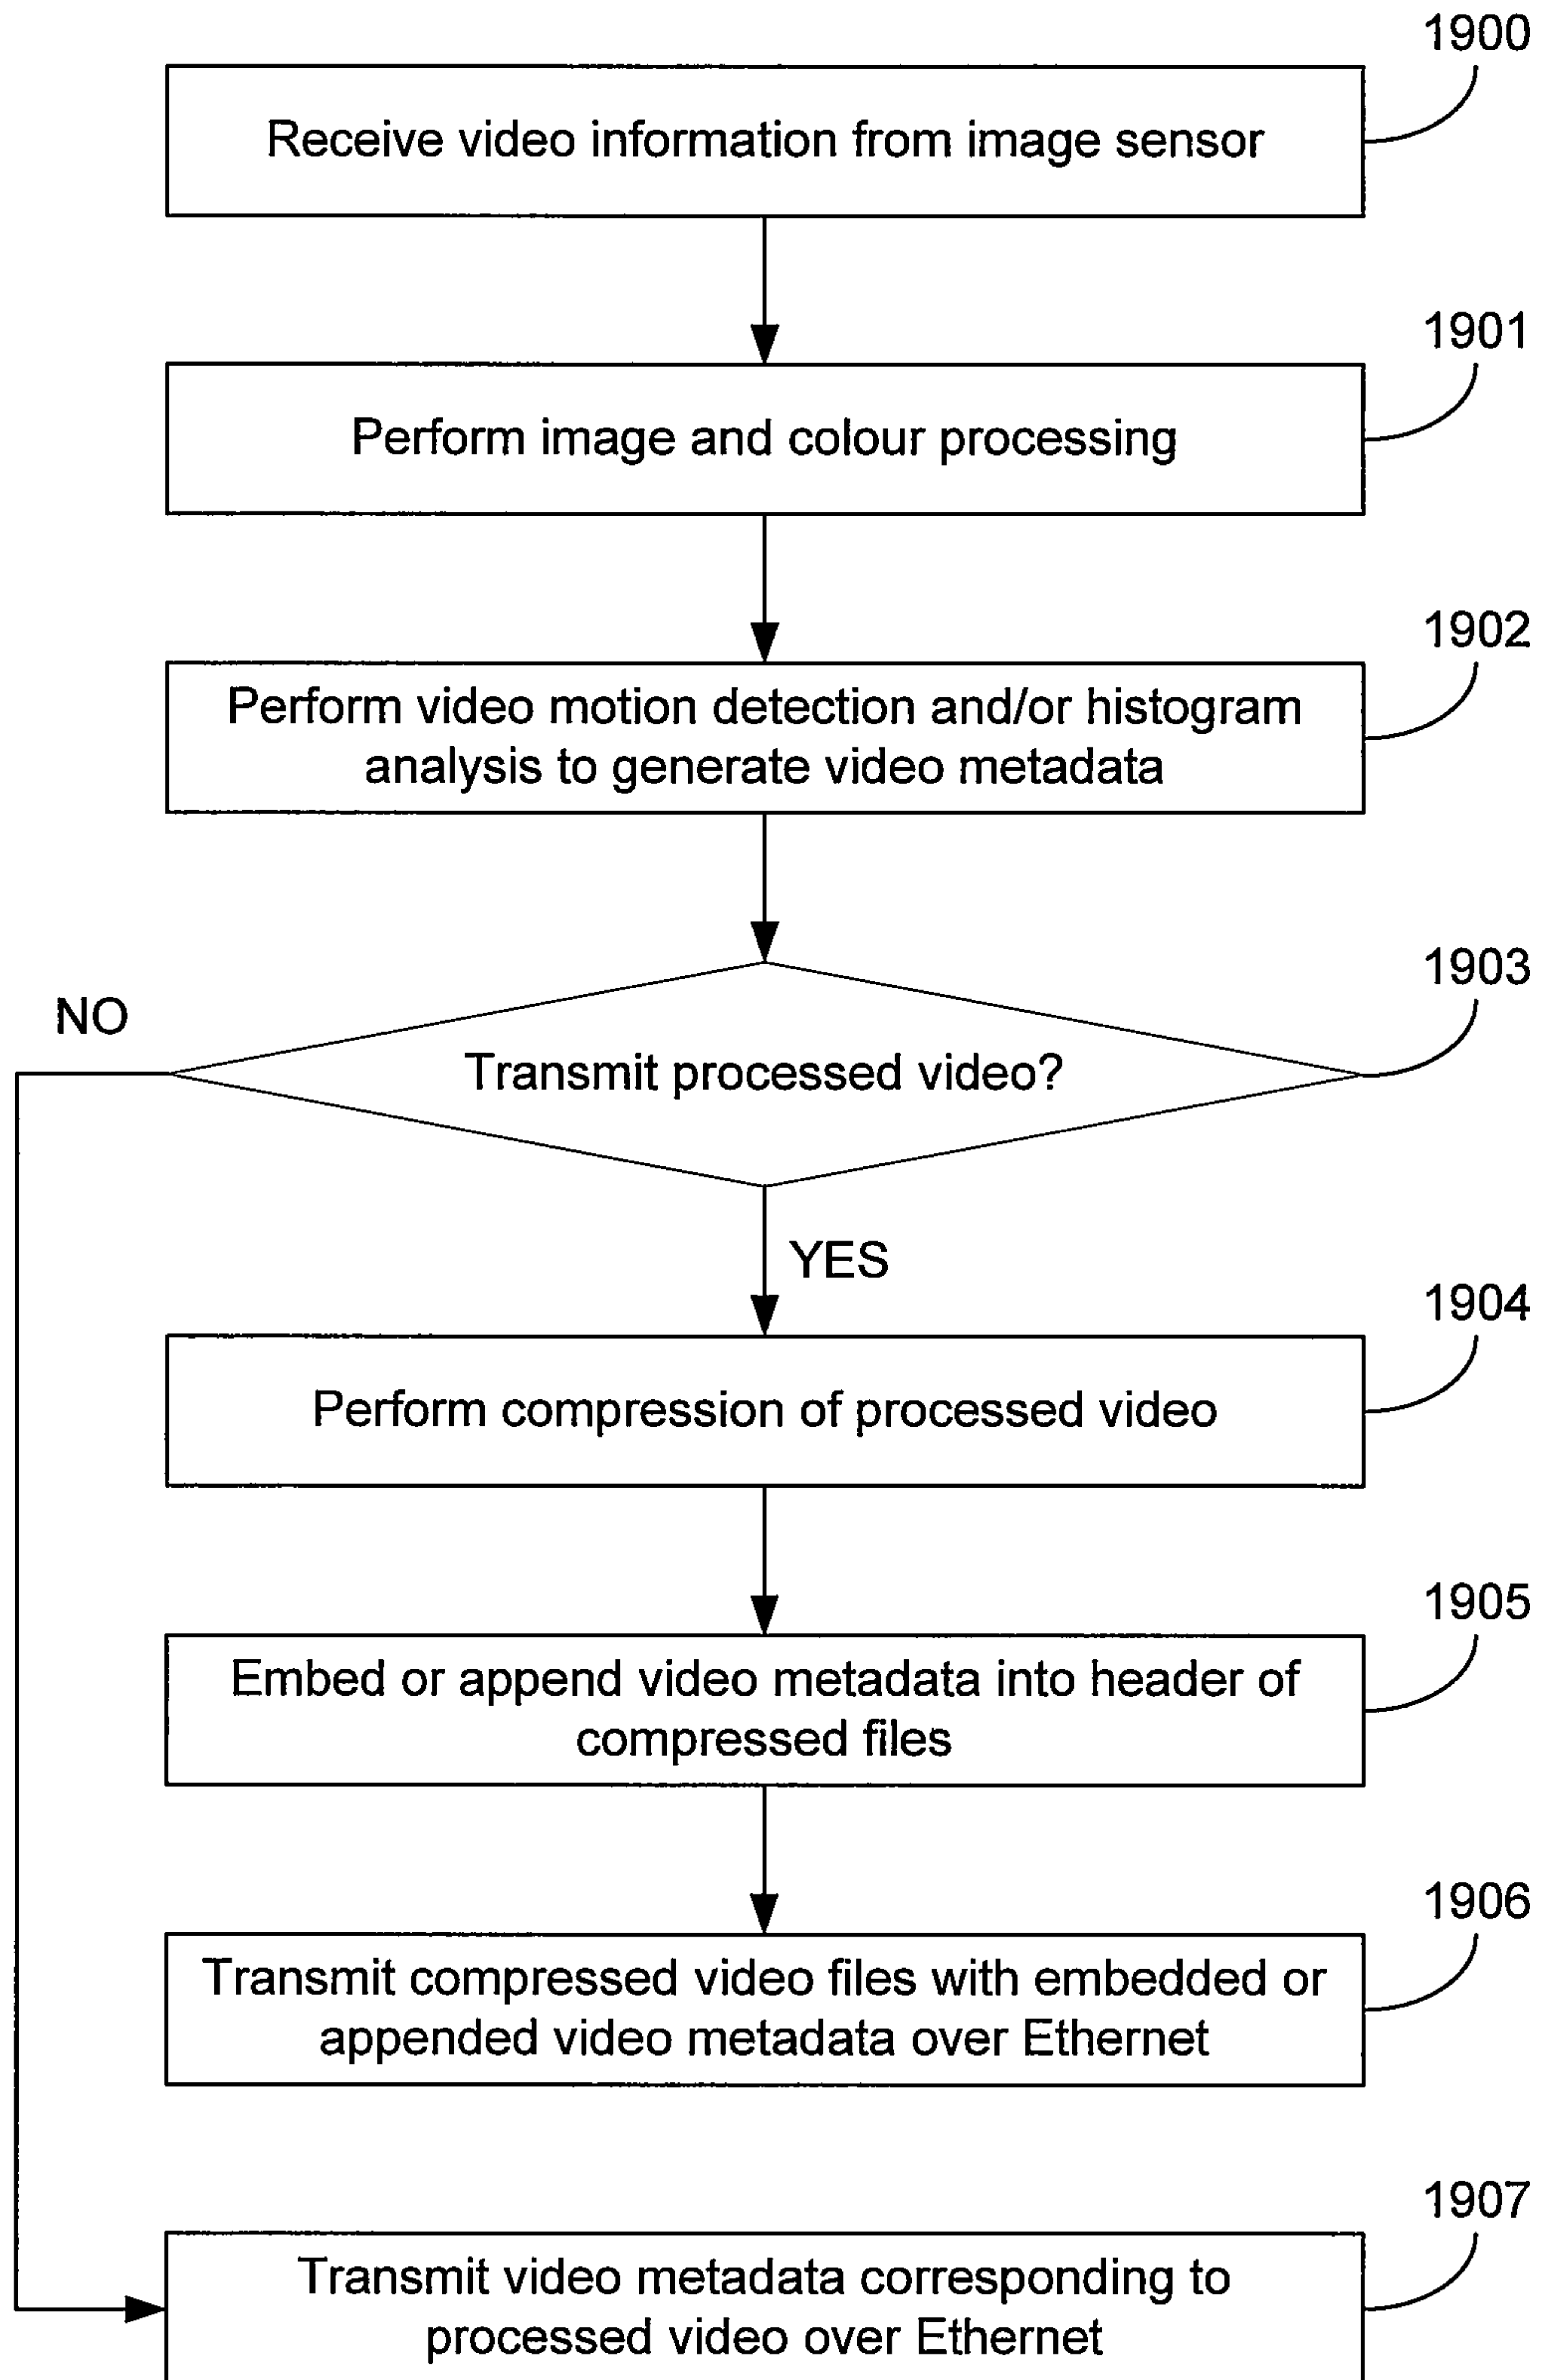 1900
Receive video information from image sensor
1901
Perform image and colour processing
1902
Perform video motion detection and/or histogram
analysis to generate video metadata
1903
NO
Transmit processed video?
YES
1904
Perform compression of processed video
1905
Embed or append video metadata into header of
compressed files
1906
Transmit compressed video files with embedded or
appended video metadata over Ethernet
1907
Transmit video metadata corresponding to
processed video over Ethernet